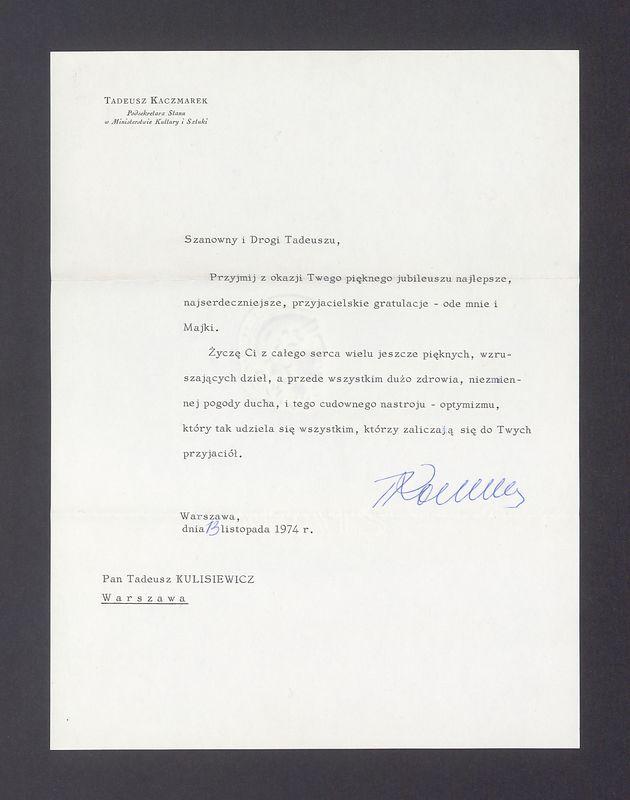 TADEUSZ KACZMAREK
Podsekretarz Stanu
w Ministerstwie Kultury i Sztuki
Szanowny i Drogi Tadeuszu,
Przyjmij z okazji Twego pięknego jubileuszu najlepsze,
najserdeczniejsze, przyjacielskie gratulacje - ode mnie i
Majki.
Życzę Ci z całego serca wielu jeszcze pięknych, wzru-
szających dzieł, a przede wszystkim dużo zdrowia, niezmien-
nej pogody ducha, i tego cudownego nastroju - optymizmu,
który tak udziela się wszystkim, którzy zaliczają się do Twych
przyjaciół.
Warszawa,
dnia 13 listopada 1974 r.
Pan Tadeusz KULISIEWICZ
Warszawa